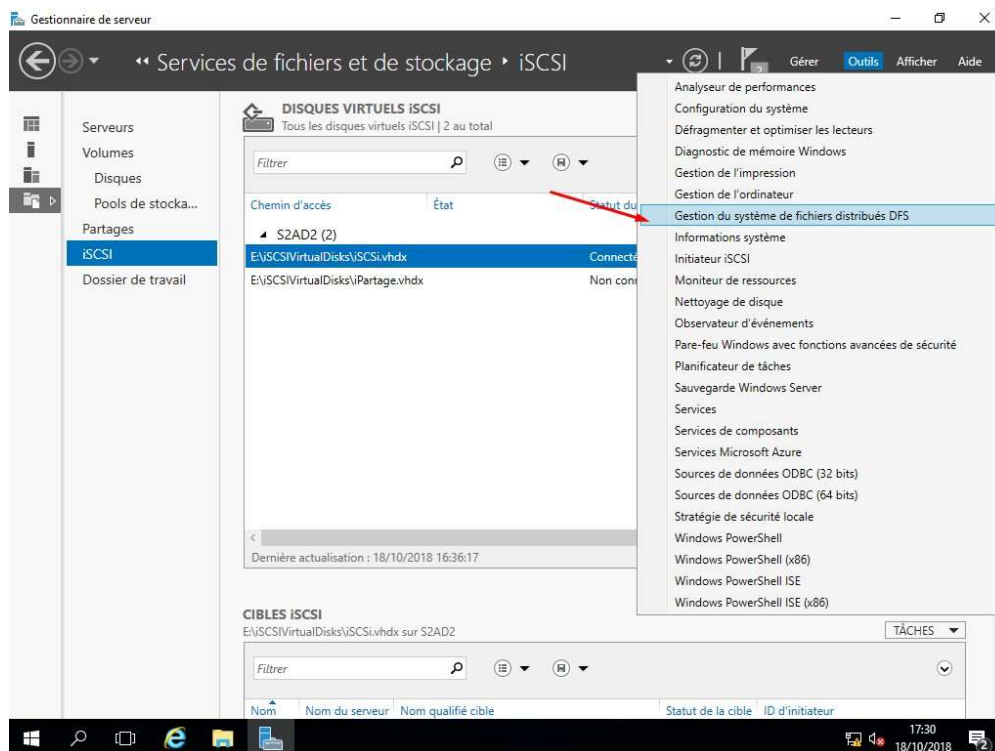 Gestionnaire de serveur
Services de fichiers et de stockage ‣ iSCSI
Gérer Outils Afficher Aide
2
Serveurs
Volumes
Disques
Pools de stocka...
Partages
iSCSI
Dossier de travail
DISQUES VIRTUELS iSCSI
Tous les disques virtuels iSCSI | 2 au total
Filtrer
Chemin d'accès État Statut du
S2AD2 (2)
E:\iSCSIVirtualDisks\iSCSi.vhdx Connecté
E:\iSCSIVirtualDisks\iPartage.vhdx Non con
Dernière actualisation : 18/10/2018 16:36:17
Analyseur de performances
Configuration du système
Défragmenter et optimiser les lecteurs
Diagnostic de mémoire Windows
Gestion de l'impression
Gestion de l'ordinateur
Gestion du système de fichiers distribués DFS
Informations système
Initiateur iSCSI
Moniteur de ressources
Nettoyage de disque
Observateur d'événements
Pare-feu Windows avec fonctions avancées de sécurité
Planificateur de tâches
Sauvegarde Windows Server
Services
Services de composants
Services Microsoft Azure
Sources de données ODBC (32 bits)
Sources de données ODBC (64 bits)
Stratégie de sécurité locale
Windows PowerShell
Windows PowerShell (x86)
Windows PowerShell ISE
Windows PowerShell ISE (x86)
CIBLES iSCSI
E:\iSCSIVirtualDisks\iSCSi.vhdx sur S2AD2
TÂCHES
Filtrer
Nom Nom du serveur Nom qualifié cible Statut de la cible ID d'initiateur
17:30
18/10/2018
2